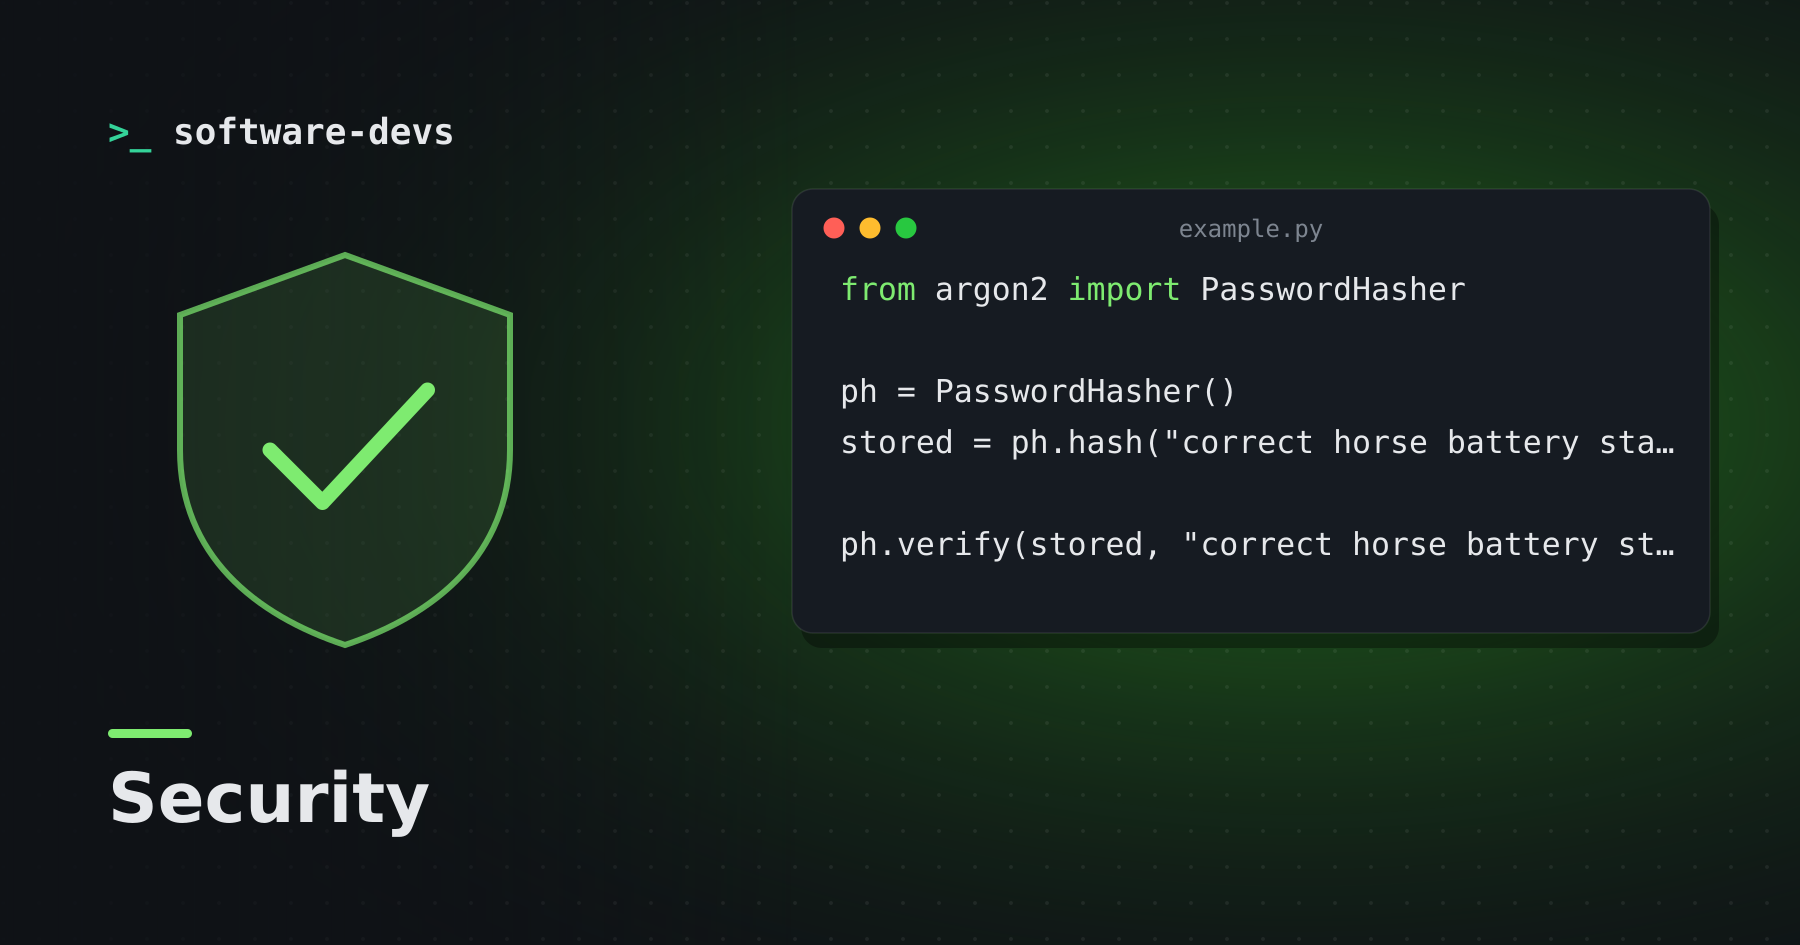 >_ software-devs
example.py
from argon2 import PasswordHasher
ph = PasswordHasher()
stored = ph.hash("correct horse battery sta…
ph.verify(stored, "correct horse battery st…
Security